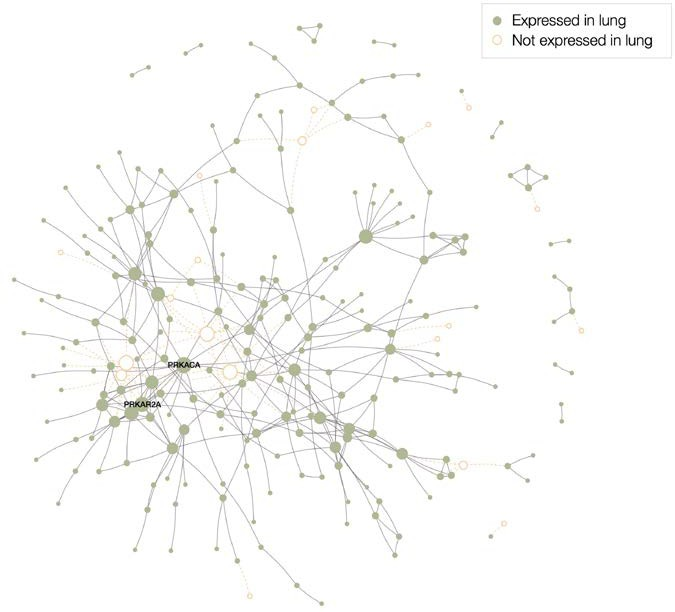 Expressed in lung
Not expressed in lung
PRKACA
PRKAR2A